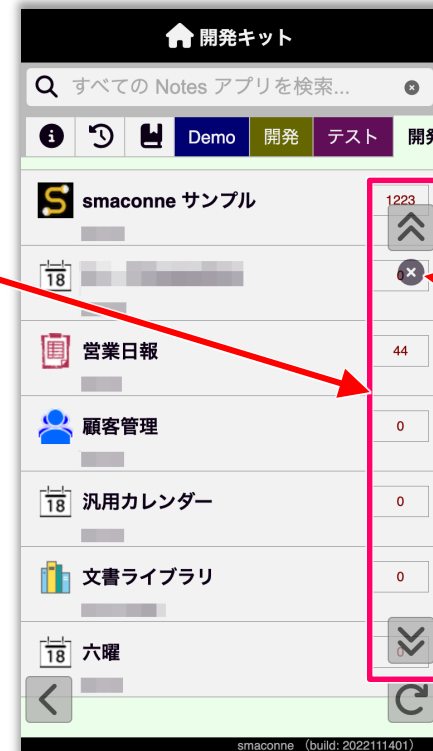 開発キット
すべての Notes アプリを検索...
Demo 開発 テスト 開発
smaconne サンプル
1223
18
0
営業日報
44
顧客管理
0
18
汎用カレンダー
0
文書ライブラリ
0
18
六曜
0
smaconne （build: 2022111401）